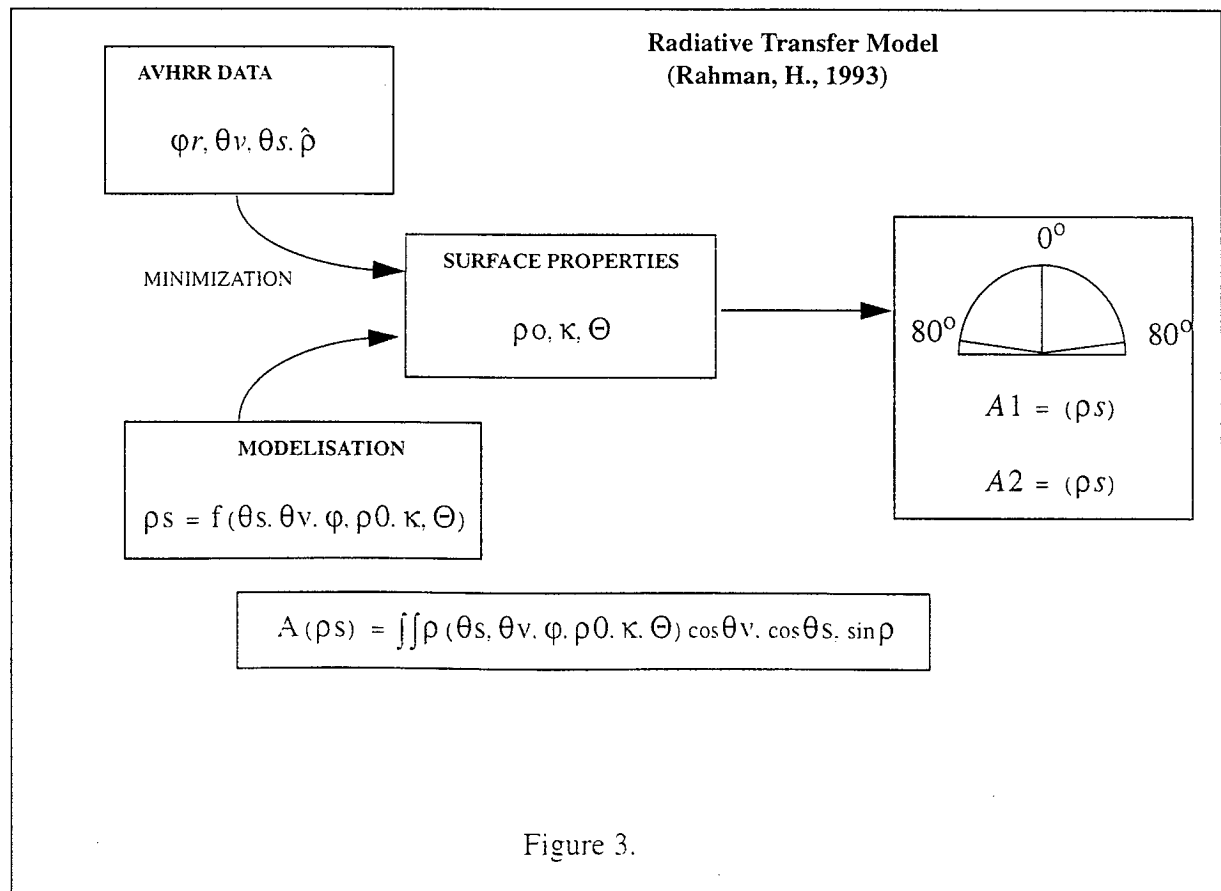 Radiative Transfer Model
(Rahman, H., 1993)
AVHRR DATA
φr, θv, θs. ρ̂
MINIMIZATION
SURFACE PROPERTIES
ρo, κ, Θ
MODELISATION
ρs = f (θs. θv. φ, ρ0. κ, Θ)
0°
80° 80°
A1 = (ρs)
A2 = (ρs)
A (ρs) = ∫∫ρ (θs, θv. φ. ρ0. κ. Θ) cosθv. cosθs. sinρ
Figure 3.